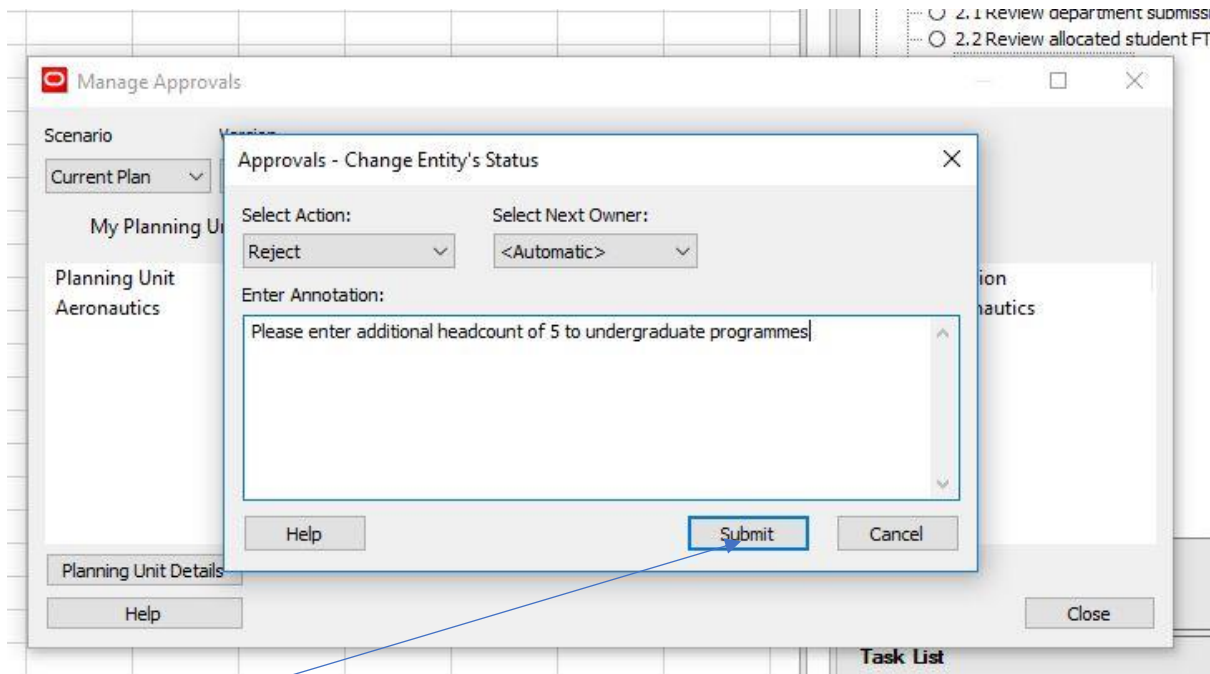 2.1 Review department submiss
2.2 Review allocated student FT
Manage Approvals
Scenario
Current Plan
Approvals - Change Entity's Status
My Planning U
Select Action:
Select Next Owner:
Reject
<Automatic>
Planning Unit
ion
Aeronautics
nautics
Enter Annotation:
Please enter additional headcount of 5 to undergraduate programmes
Help
Submit
Cancel
Planning Unit Details
Help
Close
Task List